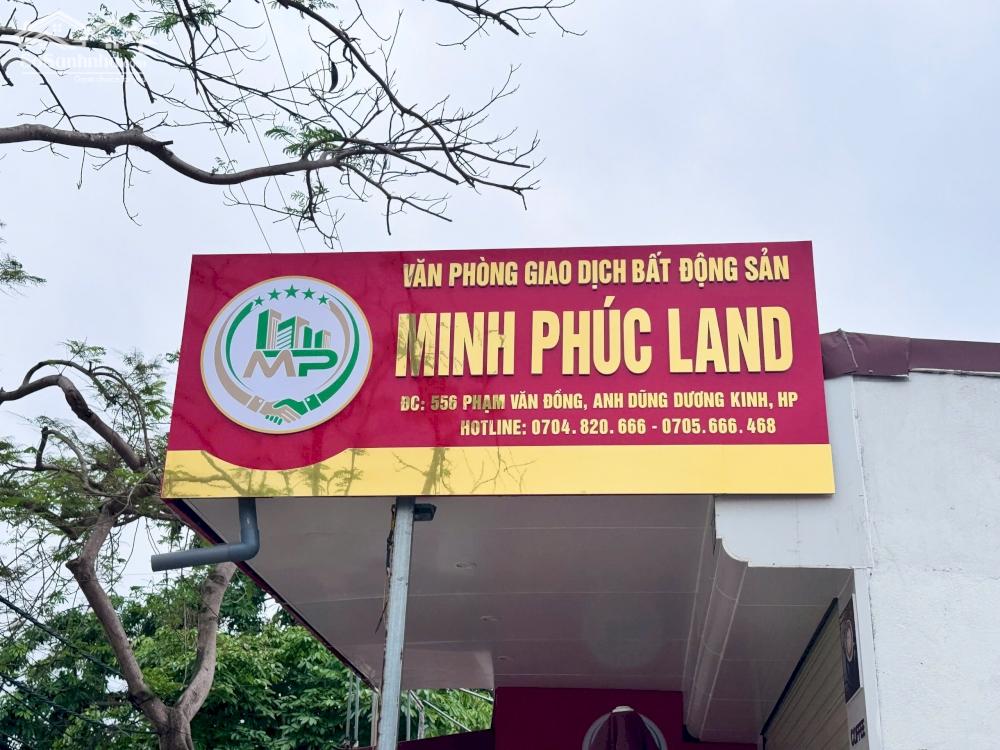 VĂN PHÒNG GIAO DỊCH BẤT ĐỘNG SẢN
MINH PHÚC LAND
MP
ĐC: 556 PHẠM VĂN ĐỒNG, ANH DŨNG DƯƠNG KINH, HP
HOTLINE: 0704.820.666 - 0705.666.468
COFFEE